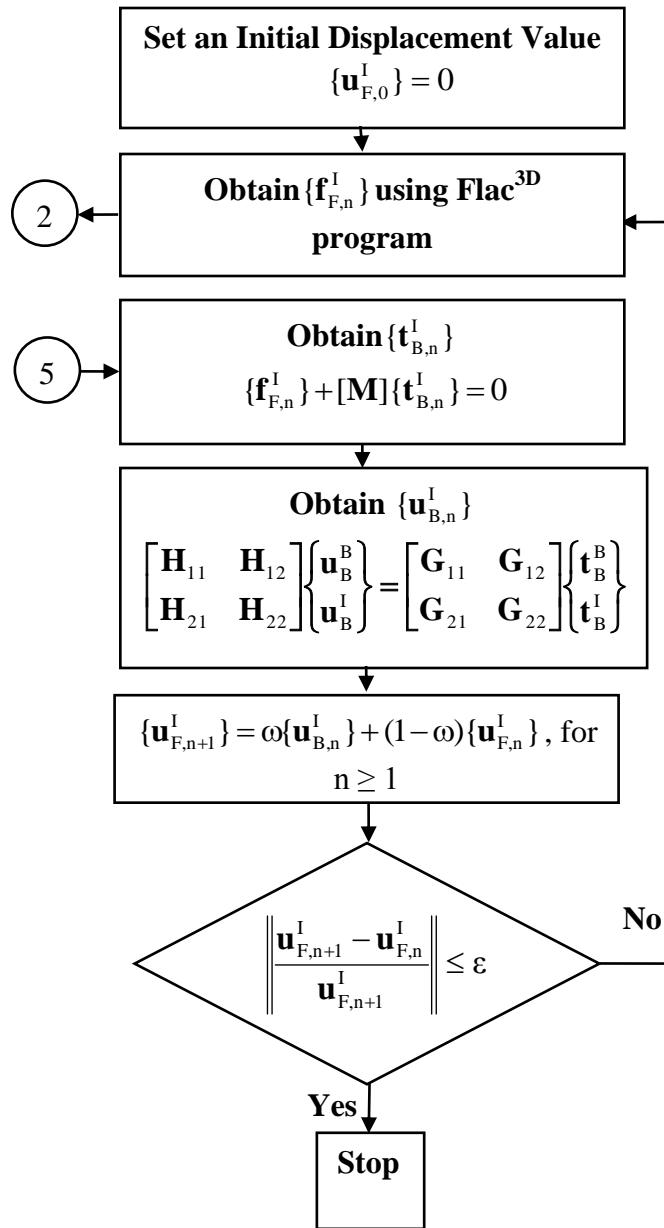 Set an Initial Displacement Value
{u^I_{F,0}} = 0
Obtain {f^I_{F,n}} using Flac^{3D}
program
2
Obtain {t^I_{B,n}}
{f^I_{F,n}} + [M]{t^I_{B,n}} = 0
5
Obtain {u^I_{B,n}}
[H_{11} H_{12}; H_{21} H_{22}] {u^B_B; u^I_B} = [G_{11} G_{12}; G_{21} G_{22}] {t^B_B; t^I_B}
{u^I_{F,n+1}} = ω{u^I_{B,n}} + (1−ω){u^I_{F,n}} , for
n ≥ 1
‖(u^I_{F,n+1} − u^I_{F,n}) / u^I_{F,n+1}‖ ≤ ε
No
Yes
Stop